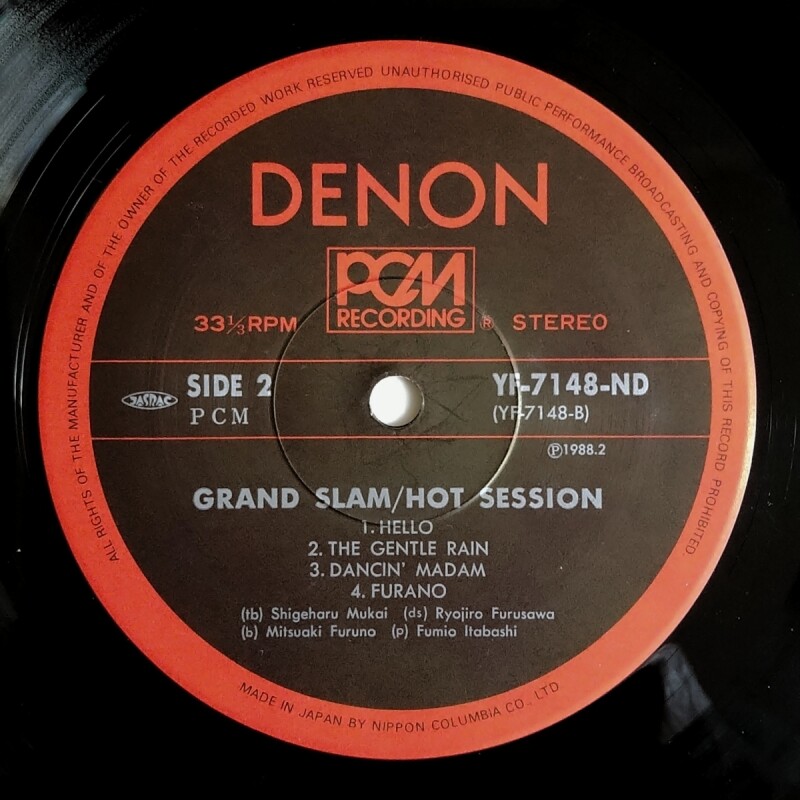 ALL RIGHTS OF THE MANUFACTURER AND OF THE OWNER OF THE RECORDED WORK RESERVED UNAUTHORISED PUBLIC PERFORMANCE BROADCASTING AND COPYING OF THIS RECORD PROHIBITED
DENON
PCM
RECORDING ®
33⅓RPM STEREO
JASRAC SIDE 2 YF-7148-ND
PCM (YF-7148-B)
Ⓟ1988.2
GRAND SLAM/HOT SESSION
1. HELLO
2. THE GENTLE RAIN
3. DANCIN' MADAM
4. FURANO
(tb) Shigeharu Mukai (ds) Ryojiro Furusawa
(b) Mitsuaki Furuno (p) Fumio Itabashi
MADE IN JAPAN BY NIPPON COLUMBIA CO., LTD